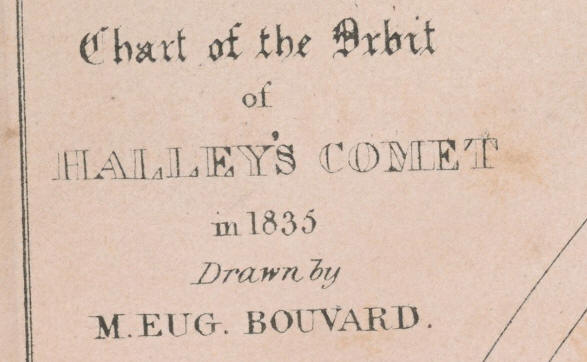 Chart of the Orbit
of
HALLEY'S COMET
in 1835
Drawn by
M. EUG. BOUVARD.